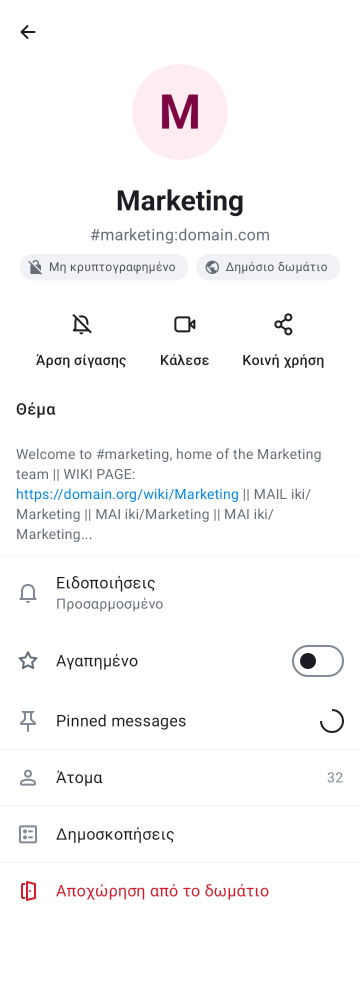 M
Marketing
#marketing:domain.com
Μη κρυπτογραφημένο
Δημόσιο δωμάτιο
Άρση σίγασης
Κάλεσε
Κοινή χρήση
Θέμα
Welcome to #marketing, home of the Marketing
team || WIKI PAGE:
https://domain.org/wiki/Marketing || MAIL iki/
Marketing || MAI iki/Marketing || MAI iki/
Marketing...
Ειδοποιήσεις
Προσαρμοσμένο
Αγαπημένο
Pinned messages
Άτομα
32
Δημοσκοπήσεις
Αποχώρηση από το δωμάτιο